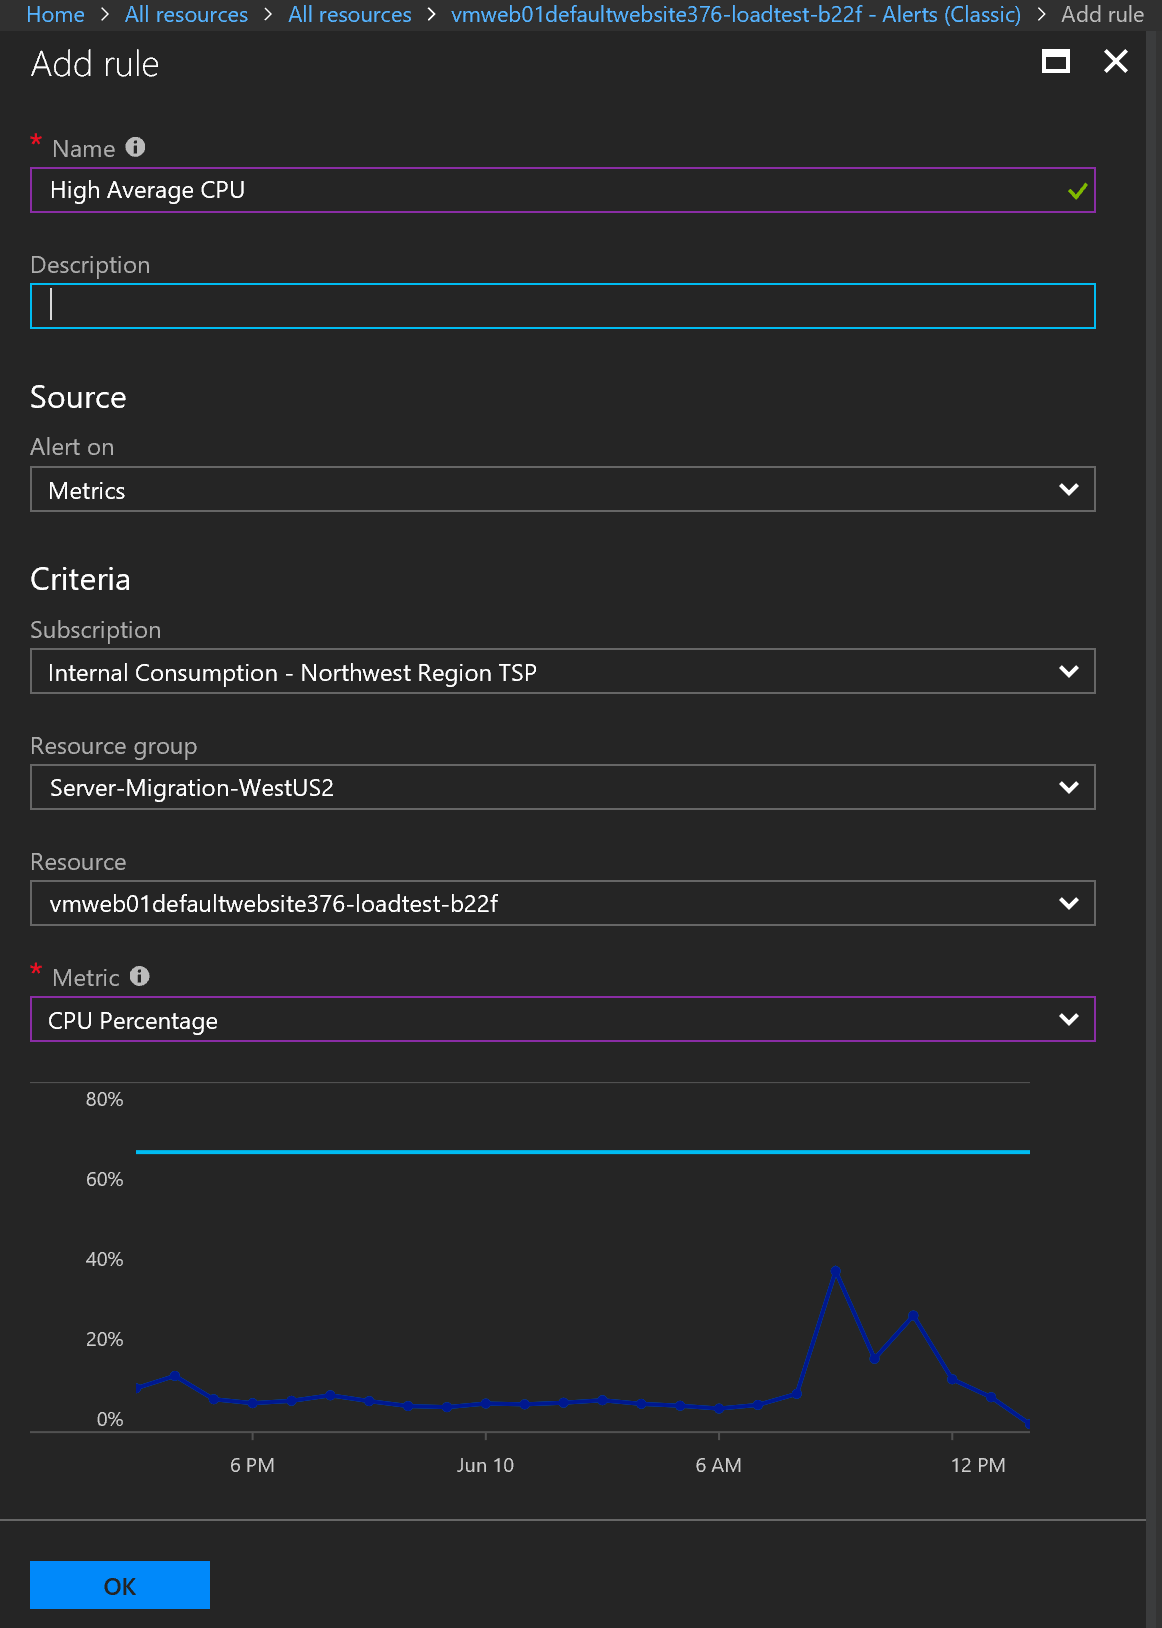 Home > All resources > All resources > vmweb01defaultwebsite376-loadtest-b22f - Alerts (Classic) > Add rule
Add rule
* Name
High Average CPU
Description
Source
Alert on
Metrics
Criteria
Subscription
Internal Consumption - Northwest Region TSP
Resource group
Server-Migration-WestUS2
Resource
vmweb01defaultwebsite376-loadtest-b22f
* Metric
CPU Percentage
80%
60%
40%
20%
0%
6 PM Jun 10 6 AM 12 PM
OK